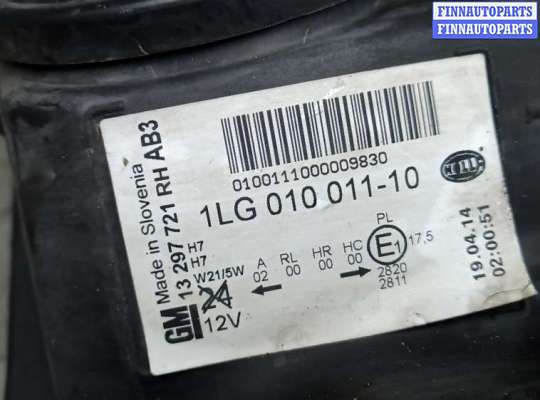 FINNAUTOPARTS
FINNAUTOPARTS
0100111000009830
1LG 010 011-10
HELLA
GM
Made in Slovenia
13 297 721 RH AB3
H7
H7
W21/5W
24
12V
A
02
RL
00
HR
00
HC
00
PL
E1
17,5
2820
2811
19.04.14
02:00:51